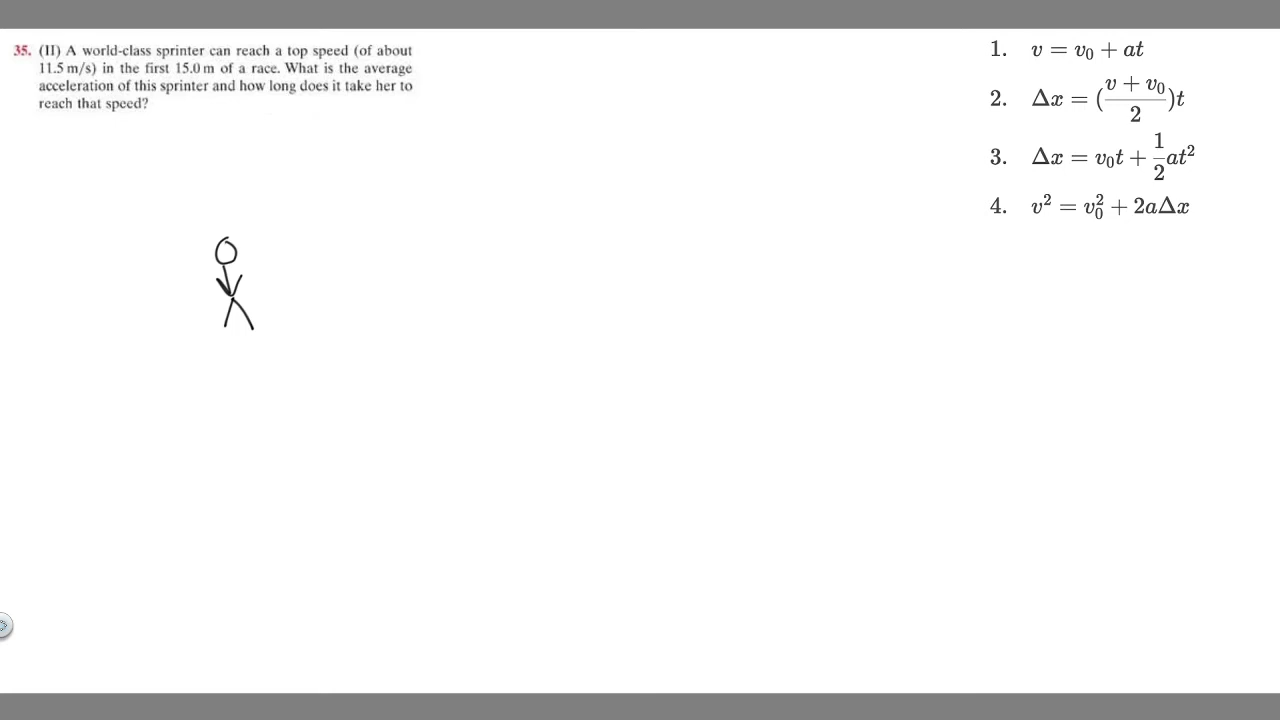 35. (II) A world-class sprinter can reach a top speed (of about
11.5 m/s) in the first 15.0 m of a race. What is the average
acceleration of this sprinter and how long does it take her to
reach that speed?
1. v = v₀ + at
2. Δx = ((v + v₀)/2)t
3. Δx = v₀t + (1/2)at²
4. v² = v₀² + 2aΔx